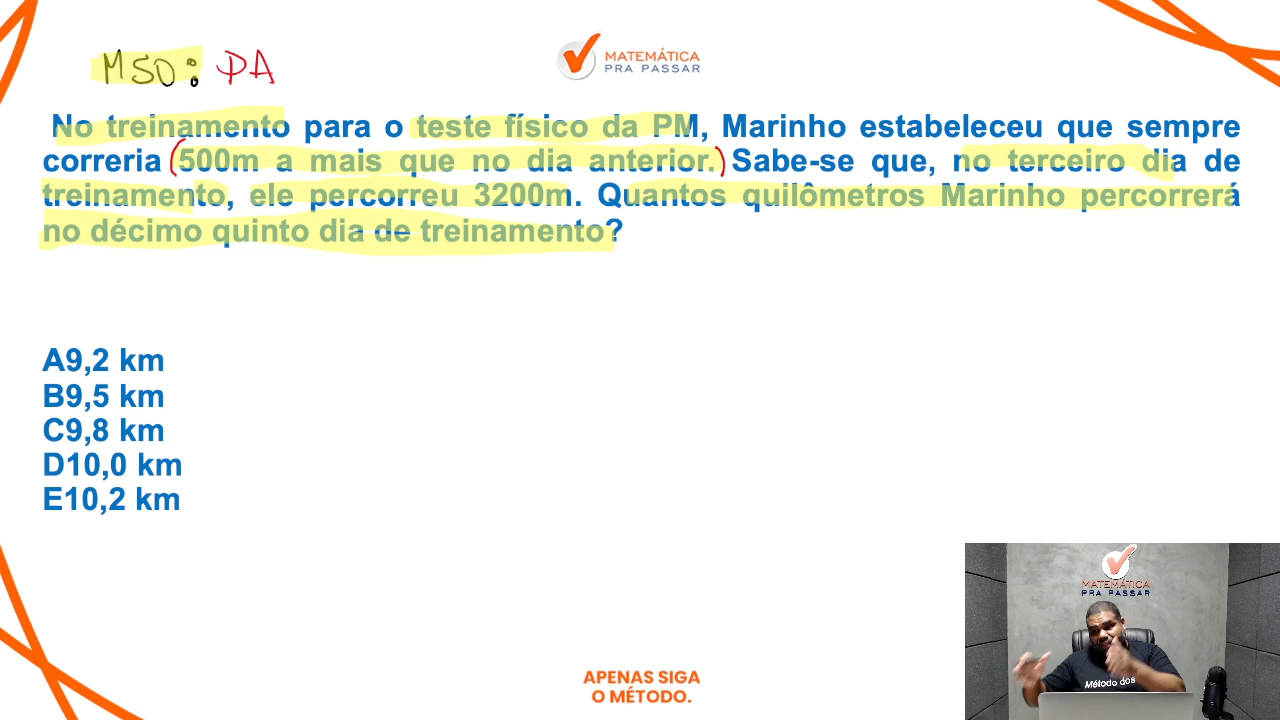 M50: PA
MATEMÁTICA
PRA PASSAR
No treinamento para o teste físico da PM, Marinho estabeleceu que sempre
correria (500m a mais que no dia anterior.) Sabe-se que, no terceiro dia de
treinamento, ele percorreu 3200m. Quantos quilômetros Marinho percorrerá
no décimo quinto dia de treinamento?
A9,2 km
B9,5 km
C9,8 km
D10,0 km
E10,2 km
MATEMÁTICA
PRA PASSAR
Método dos
APENAS SIGA
O MÉTODO.